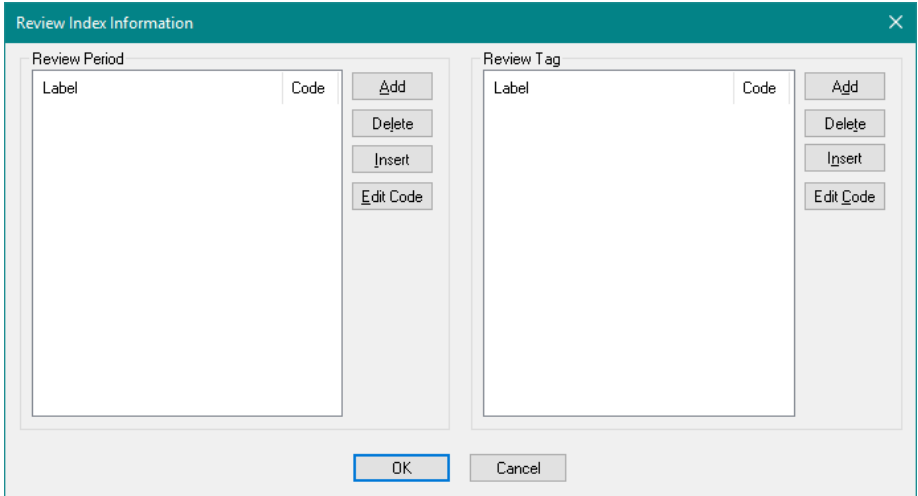 Review Index Information
Review Period
Label Code
Add
Delete
Insert
Edit Code
Review Tag
Label Code
Add
Delete
Insert
Edit Code
OK Cancel